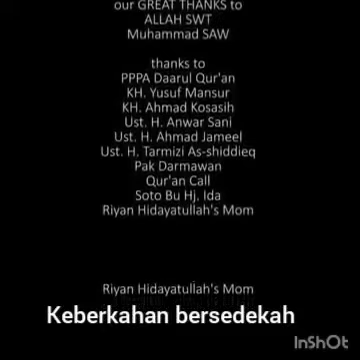 our GREAT THANKS to
ALLAH SWT
Muhammad SAW
thanks to
PPPA Daarul Qur'an
KH. Yusuf Mansur
KH. Ahmad Kosasih
Ust. H. Anwar Sani
Ust. H. Ahmad Jameel
Ust. H. Tarmizi As-shiddieq
Pak Darmawan
Qur'an Call
Soto Bu Hj. Ida
Riyan Hidayatullah's Mom
Riyan Hidayatullah's Mom
Keberkahan bersedekah
InShOt